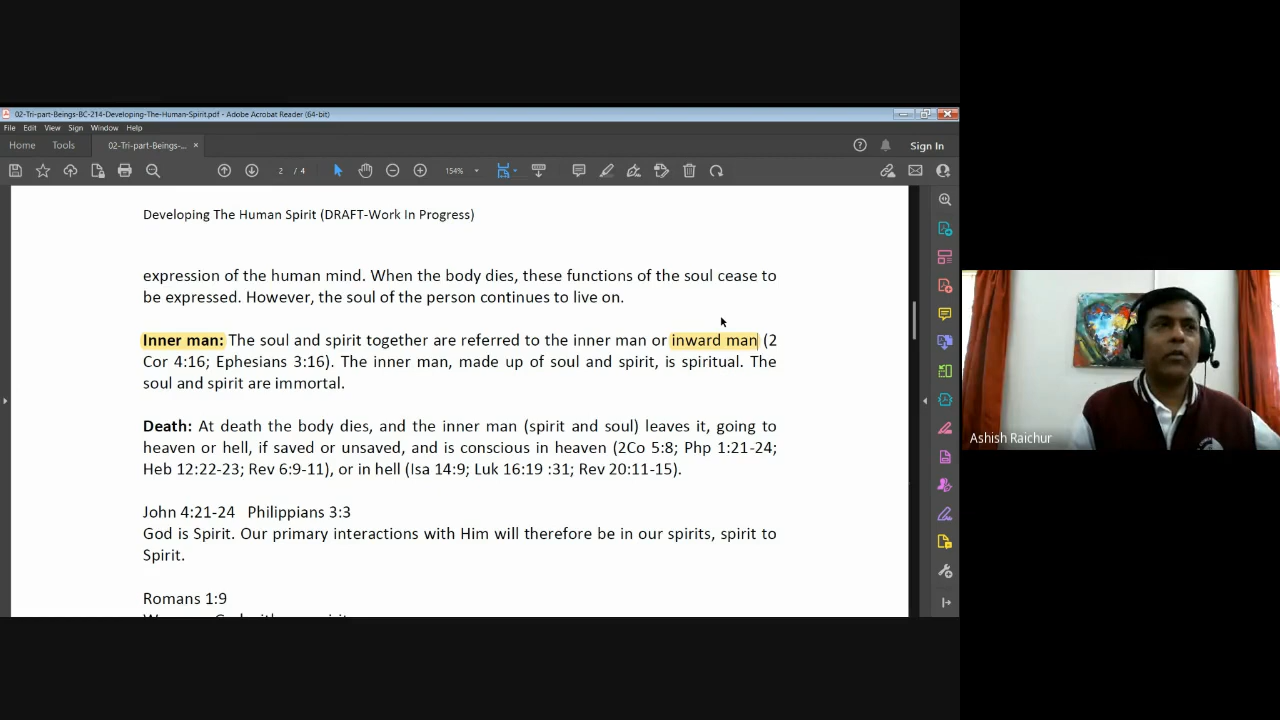 02-Tri-part-Beings-BC-214-Developing-The-Human-Spirit.pdf - Adobe Acrobat Reader (64-bit)
File Edit View Sign Window Help
Home Tools 02-Tri-part-Beings-... × Sign In
2 / 4 154%
Developing The Human Spirit (DRAFT-Work In Progress)
expression of the human mind. When the body dies, these functions of the soul cease to
be expressed. However, the soul of the person continues to live on.
Inner man: The soul and spirit together are referred to the inner man or inward man (2
Cor 4:16; Ephesians 3:16). The inner man, made up of soul and spirit, is spiritual. The
soul and spirit are immortal.
Death: At death the body dies, and the inner man (spirit and soul) leaves it, going to
heaven or hell, if saved or unsaved, and is conscious in heaven (2Co 5:8; Php 1:21-24;
Heb 12:22-23; Rev 6:9-11), or in hell (Isa 14:9; Luk 16:19 :31; Rev 20:11-15).
John 4:21-24 Philippians 3:3
God is Spirit. Our primary interactions with Him will therefore be in our spirits, spirit to
Spirit.
Romans 1:9
Ashish Raichur